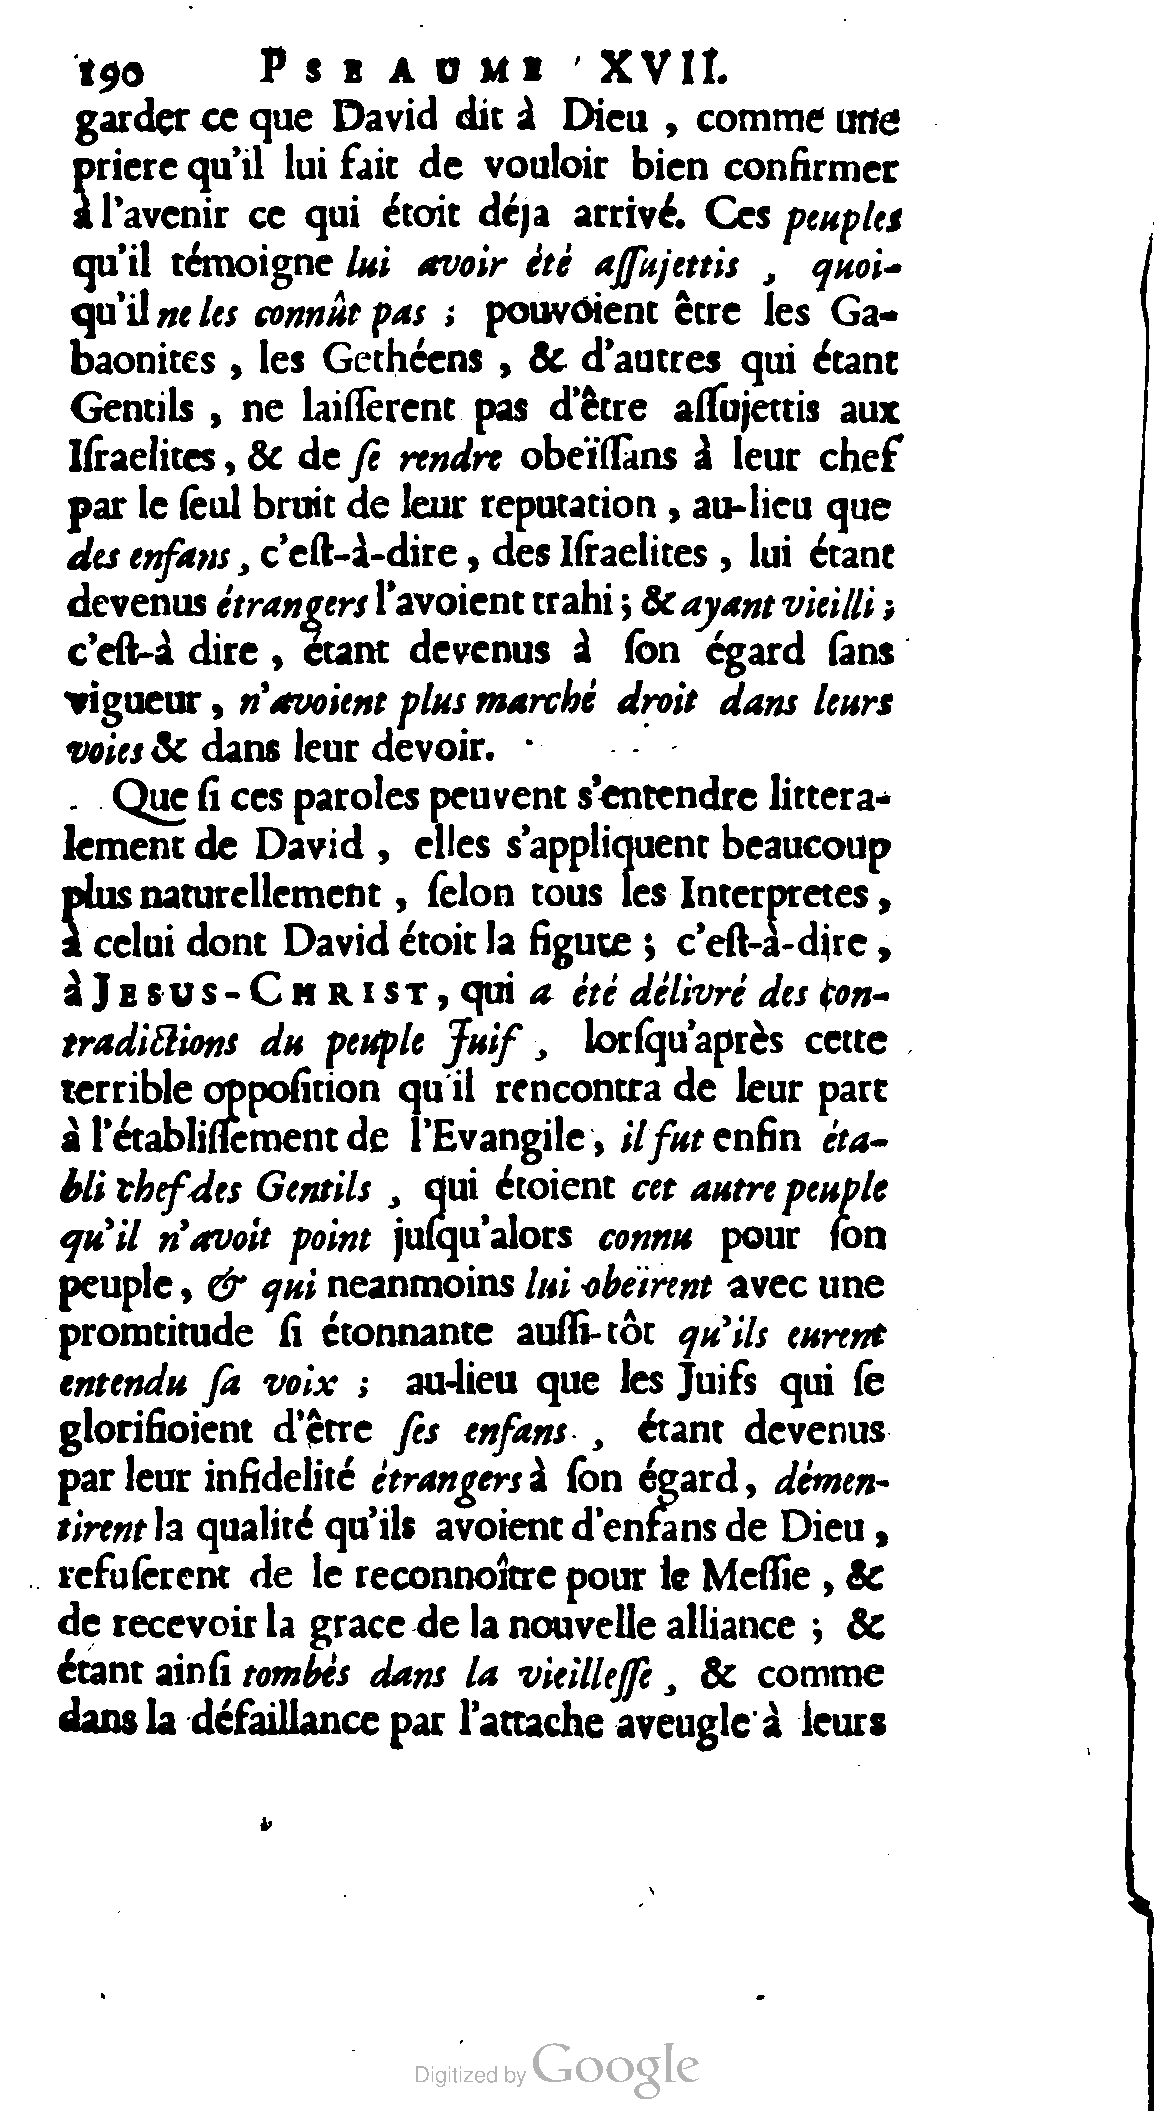 190 PSEAUME XVII.
garder ce que David dit à Dieu , comme une
priere qu'il lui fait de vouloir bien confirmer
à l'avenir ce qui étoit déja arrivé. Ces peuples
qu'il témoigne lui avoir été aſſujettis , quoi-
qu'il ne les connût pas ; pouvoient être les Ga-
baonites , les Gethéens , & d'autres qui étant
Gentils , ne laiſſerent pas d'être aſſujettis aux
Iſraelites , & de ſe rendre obeïſſans à leur chef
par le ſeul bruit de leur reputation , au-lieu que
des enfans , c'eſt-à-dire , des Iſraelites , lui étant
devenus étrangers l'avoient trahi ; & ayant vieilli ;
c'eſt-à dire , étant devenus à ſon égard ſans
vigueur , n'avoient plus marché droit dans leurs
voies & dans leur devoir.
Que ſi ces paroles peuvent s'entendre littera-
lement de David , elles s'appliquent beaucoup
plus naturellement , ſelon tous les Interpretes ,
à celui dont David étoit la figure ; c'eſt-à-dire ,
à JESUS-CHRIST, qui a été délivré des con-
tradictions du peuple Juif , lorſqu'après cette
terrible oppoſition qu'il rencontra de leur part
à l'établiſſement de l'Evangile , il fut enfin éta-
bli chef des Gentils , qui étoient cet autre peuple
qu'il n'avoit point juſqu'alors connu pour ſon
peuple , & qui neanmoins lui obeïrent avec une
promtitude ſi étonnante auſſi-tôt qu'ils eurent
entendu ſa voix ; au-lieu que les Juifs qui ſe
glorifioient d'être ſes enfans , étant devenus
par leur infidelité étrangers à ſon égard , démen-
tirent la qualité qu'ils avoient d'enfans de Dieu ,
refuſerent de le reconnoître pour le Meſſie , &
de recevoir la grace de la nouvelle alliance ; &
étant ainſi tombés dans la vieilleſſe , & comme
dans la défaillance par l'attache aveugle à leurs
Digitized by Google